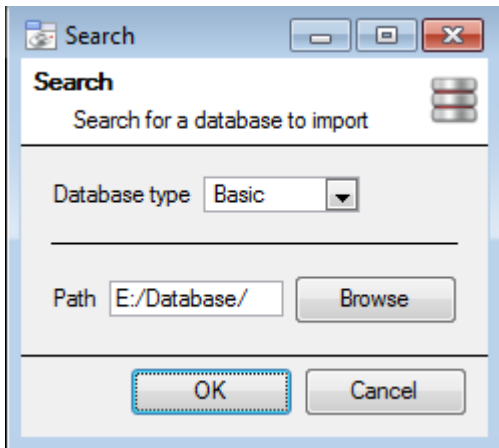 Search
Search
Search for a database to import
Database type Basic
Path E:/Database/ Browse
OK Cancel